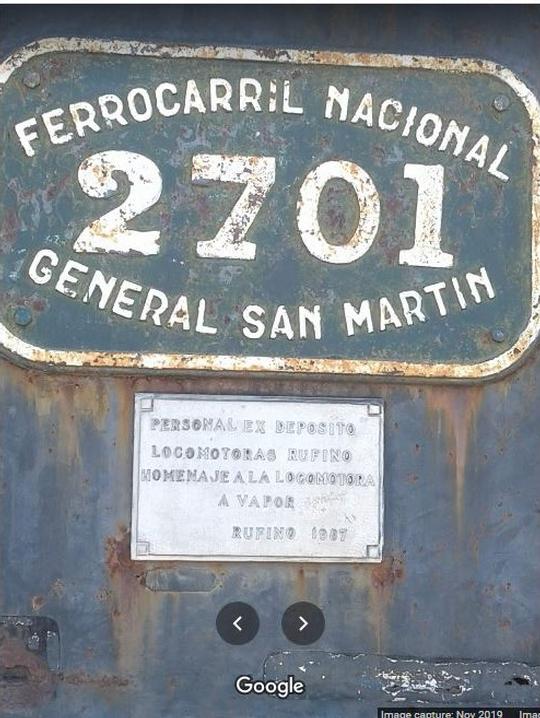 FERROCARRIL NACIONAL
2701
GENERAL SAN MARTIN
PERSONAL EX DEPOSITO
LOCOMOTORAS RUFINO
HOMENAJE A LA LOCOMOTORA
A VAPOR
RUFINO 1987
Google
Image capture: Nov 2019